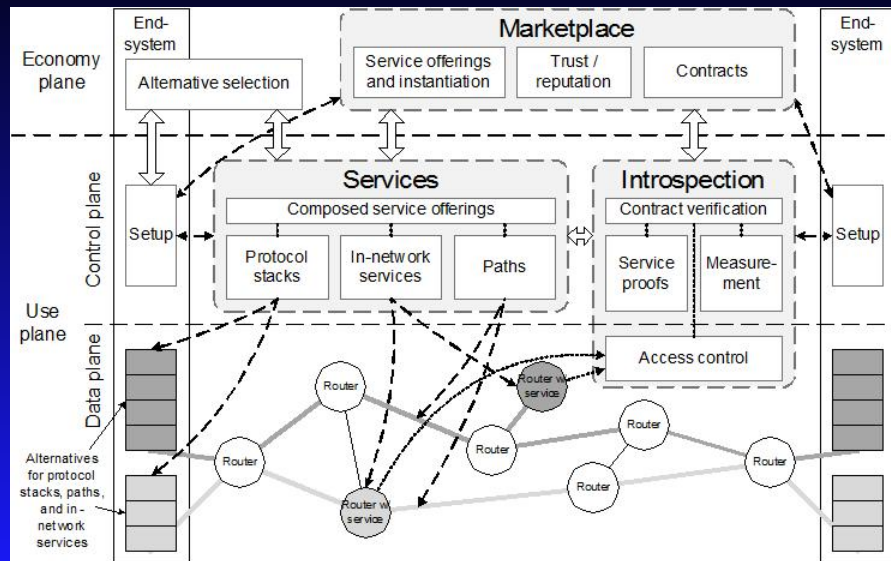 End-
system
Marketplace
End-
system
Economy
plane
Alternative selection
Service offerings
and instantiation
Trust /
reputation
Contracts
Use
plane
Control plane
Setup
Services
Composed service offerings
Protocol
stacks
In-network
services
Paths
Introspection
Contract verification
Service
proofs
Measure-
ment
Setup
Data plane
Access control
Router
Router w/
service
Router
Router
Router
Router
Router
Router w/
service
Alternatives
for protocol
stacks, paths,
and in-
network
services